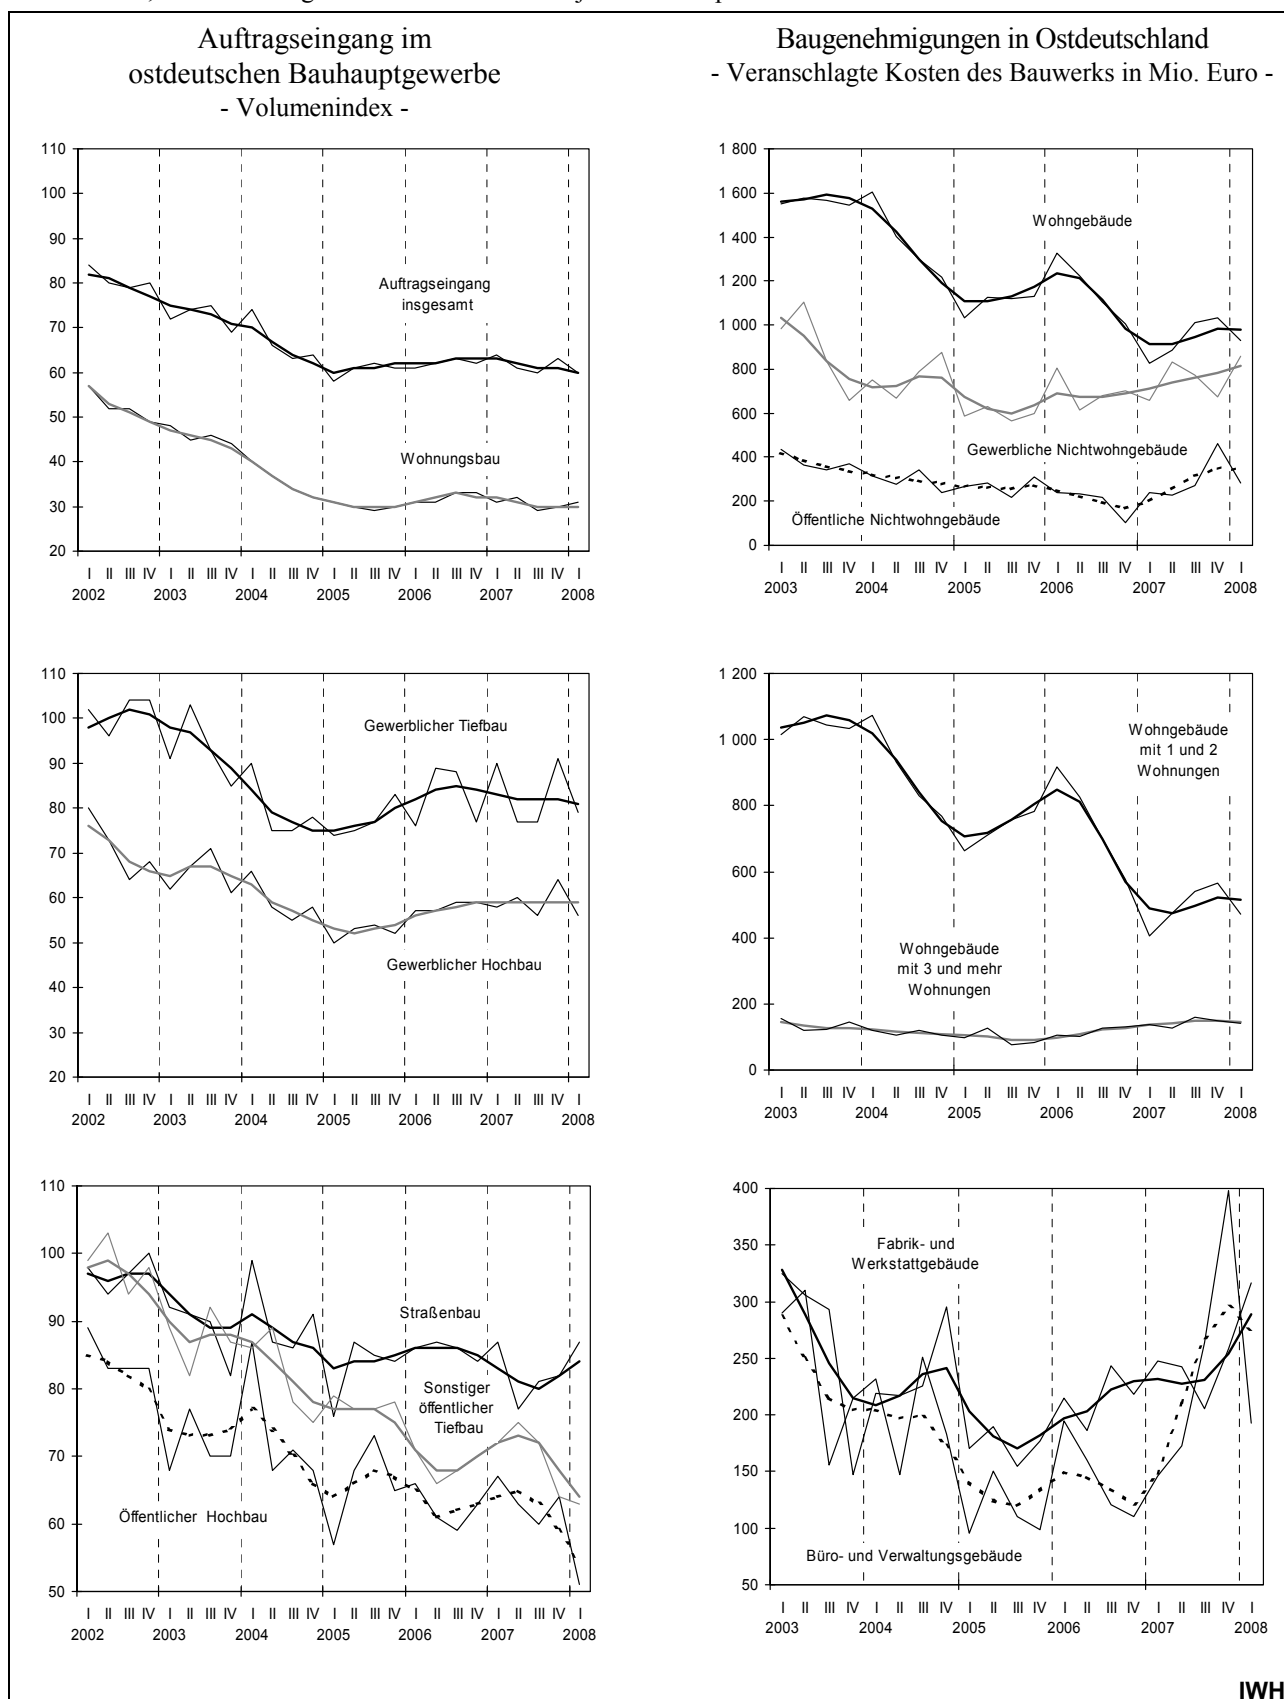 Auftragseingang im
ostdeutschen Bauhauptgewerbe
- Volumenindex -
110
100
90
80
70
60
50
40
30
20
Auftragseingang
insgesamt
Wohnungsbau
I II III IV I II III IV I II III IV I II III IV I II III IV I II III IV I
2002 2003 2004 2005 2006 2007 2008
110
100
90
80
70
60
50
40
30
20
Gewerblicher Tiefbau
Gewerblicher Hochbau
I II III IV I II III IV I II III IV I II III IV I II III IV I II III IV I
2002 2003 2004 2005 2006 2007 2008
110
100
90
80
70
60
50
Straßenbau
Sonstiger
öffentlicher
Tiefbau
Öffentlicher Hochbau
I II III IV I II III IV I II III IV I II III IV I II III IV I II III IV I
2002 2003 2004 2005 2006 2007 2008
Baugenehmigungen in Ostdeutschland
- Veranschlagte Kosten des Bauwerks in Mio. Euro -
1 800
1 600
1 400
1 200
1 000
800
600
400
200
0
Wohngebäude
Gewerbliche Nichtwohngebäude
Öffentliche Nichtwohngebäude
I II III IV I II III IV I II III IV I II III IV I II III IV I
2003 2004 2005 2006 2007 2008
1 200
1 000
800
600
400
200
0
Wohngebäude
mit 1 und 2
Wohnungen
Wohngebäude
mit 3 und mehr
Wohnungen
I II III IV I II III IV I II III IV I II III IV I II III IV I
2003 2004 2005 2006 2007 2008
400
350
300
250
200
150
100
50
Fabrik- und
Werkstattgebäude
Büro- und Verwaltungsgebäude
I II III IV I II III IV I II III IV I II III IV I II III IV I
2003 2004 2005 2006 2007 2008
IWH